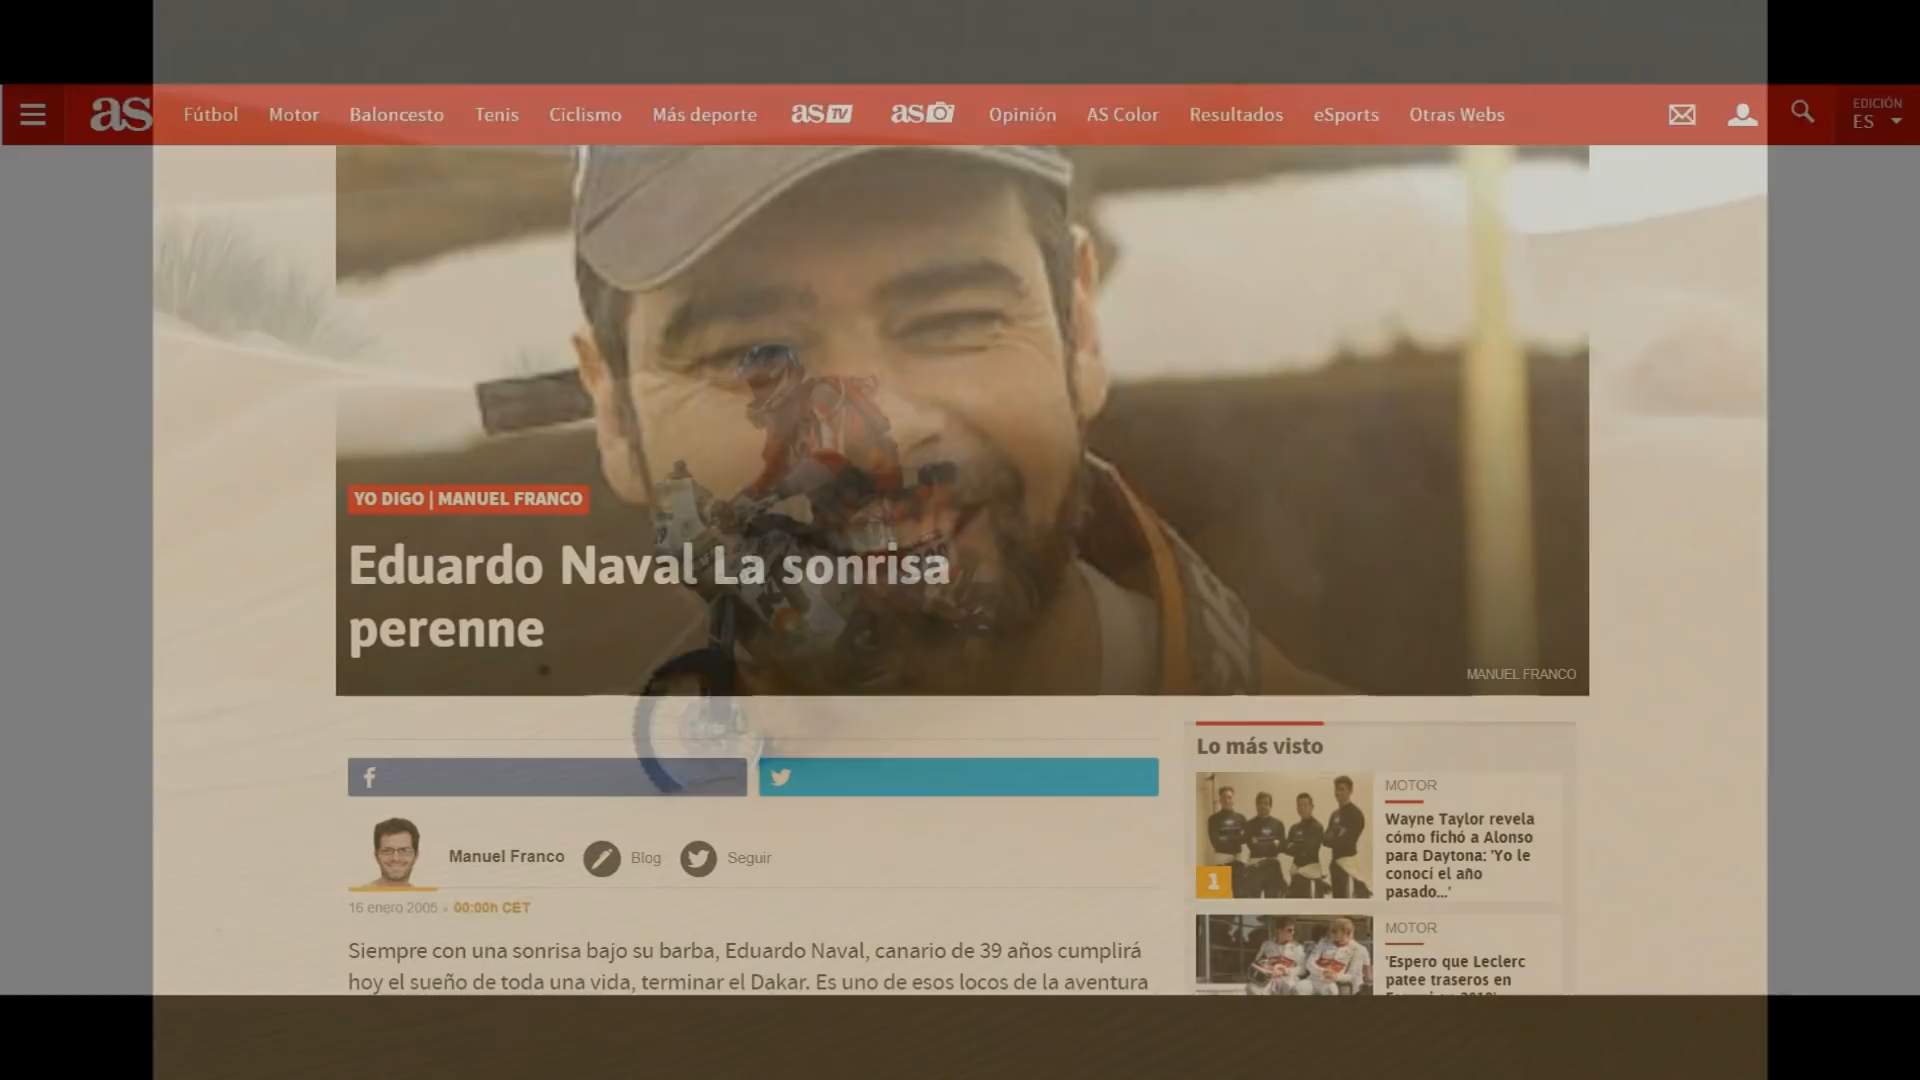 as Fútbol Motor Baloncesto Tenis Ciclismo Más deporte asTV as Opinión AS Color Resultados eSports Otras Webs EDICIÓN
ES
YO DIGO | MANUEL FRANCO
Eduardo Naval La sonrisa
perenne
MANUEL FRANCO
Lo más visto
MOTOR
Wayne Taylor revela
cómo fichó a Alonso
para Daytona: 'Yo le
conocí el año
pasado...'
1
Manuel Franco Blog Seguir
16 enero 2005 - 00:00h CET
MOTOR
'Espero que Leclerc
patee traseros en
Siempre con una sonrisa bajo su barba, Eduardo Naval, canario de 39 años cumplirá
hoy el sueño de toda una vida, terminar el Dakar. Es uno de esos locos de la aventura